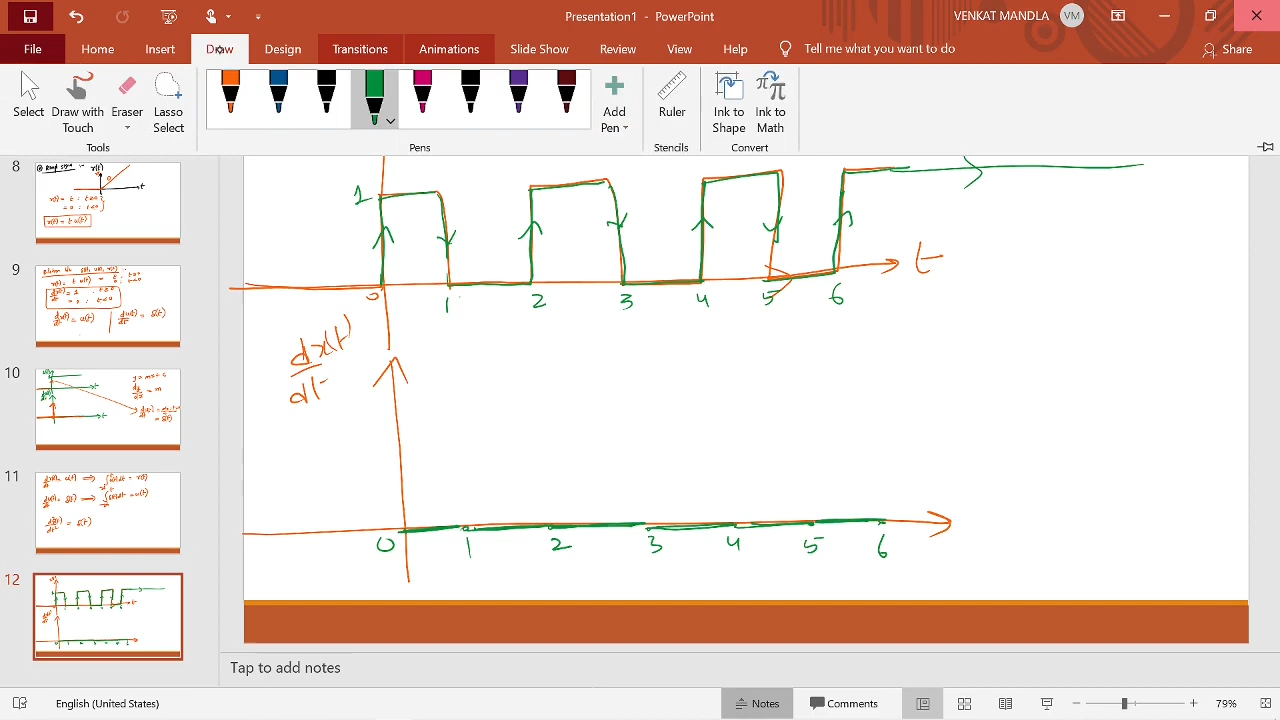 Presentation1 - PowerPoint
VENKAT MANDLA VM
File Home Insert Draw Design Transitions Animations Slide Show Review View Help Tell me what you want to do Share
Select Draw with Touch Eraser Lasso Select Add Pen Ruler Ink to Shape Ink to Math
Tools Pens Stencils Convert
8
9
10
11
12
1
t
0 1 2 3 4 5 6
dx(t)
dt
0 1 2 3 4 5 6
Tap to add notes
English (United States) Notes Comments 79%